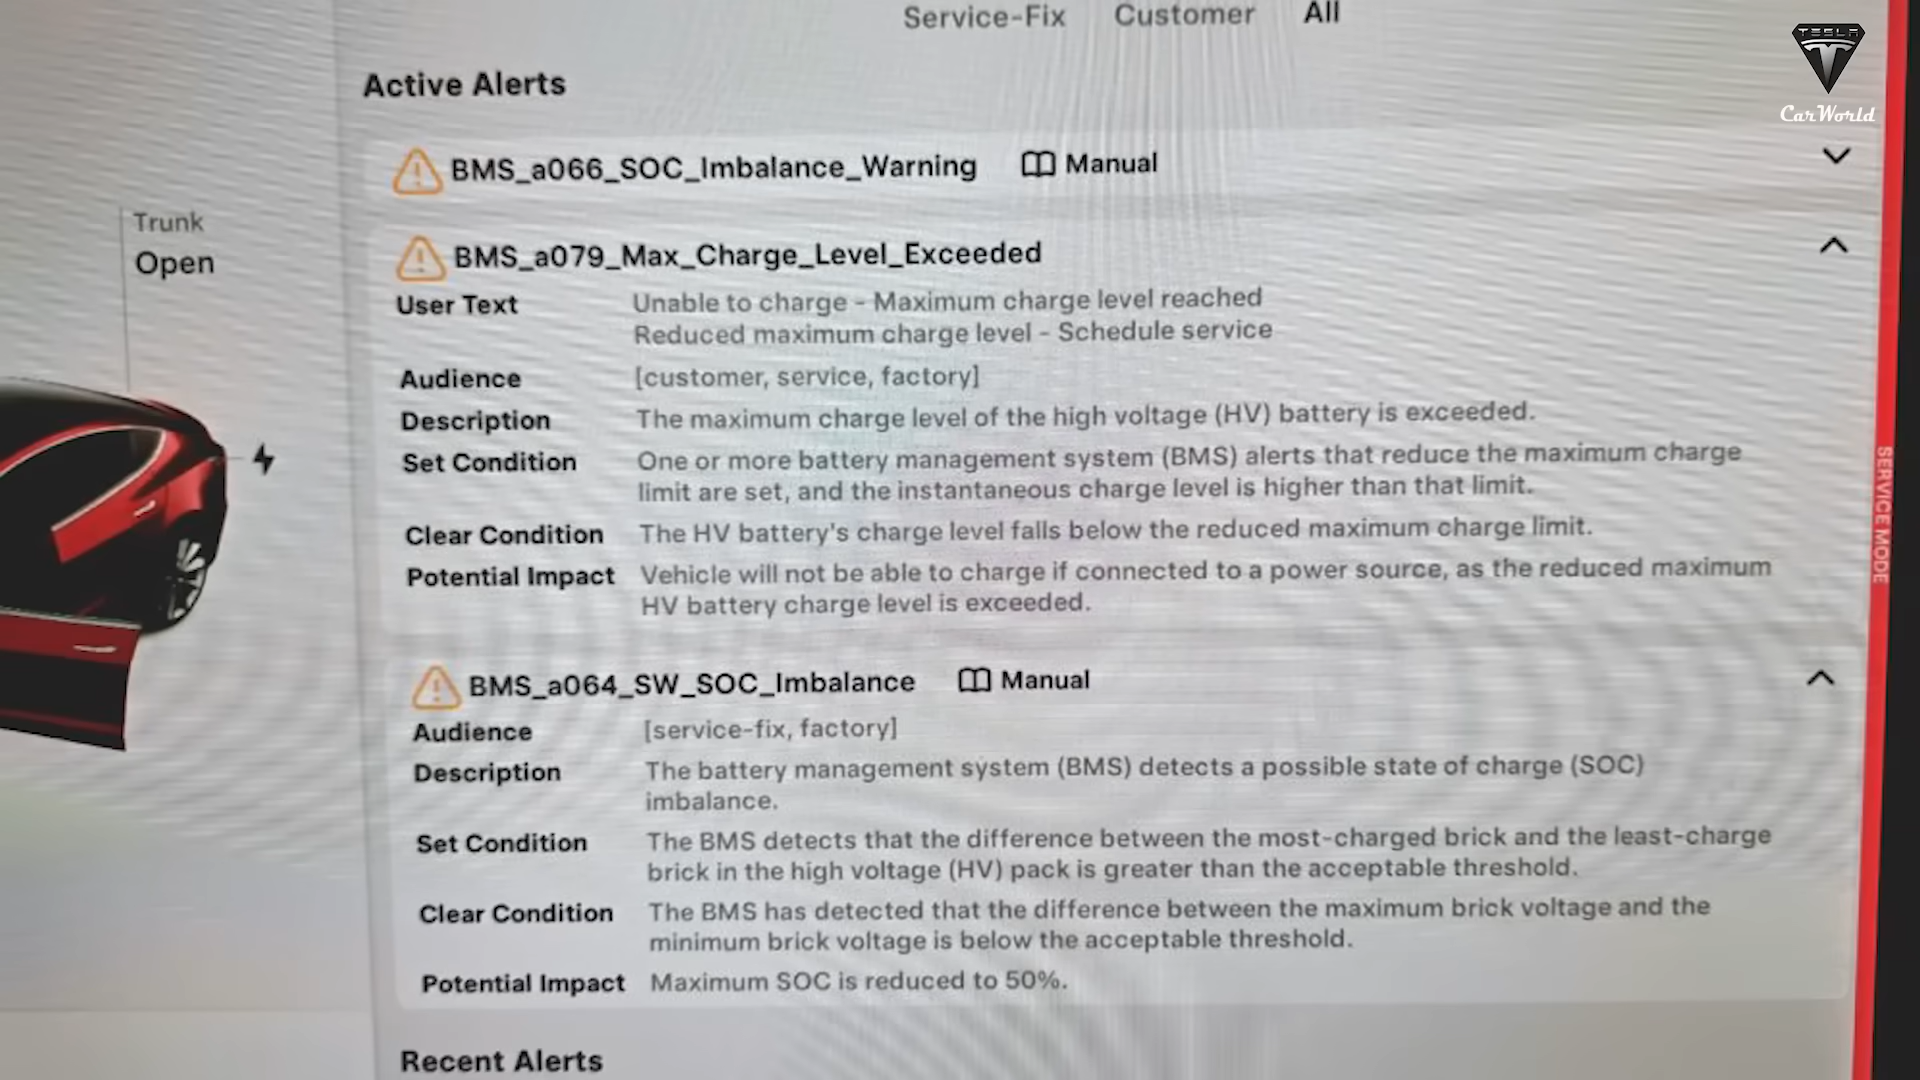 Service-Fix Customer All
TESLA
CarWorld
Active Alerts
BMS_a066_SOC_Imbalance_Warning Manual
Trunk
Open
BMS_a079_Max_Charge_Level_Exceeded
User Text Unable to charge - Maximum charge level reached
Reduced maximum charge level - Schedule service
Audience [customer, service, factory]
Description The maximum charge level of the high voltage (HV) battery is exceeded.
Set Condition One or more battery management system (BMS) alerts that reduce the maximum charge
limit are set, and the instantaneous charge level is higher than that limit.
Clear Condition The HV battery's charge level falls below the reduced maximum charge limit.
Potential Impact Vehicle will not be able to charge if connected to a power source, as the reduced maximum
HV battery charge level is exceeded.
SERVICE MODE
BMS_a064_SW_SOC_Imbalance Manual
Audience [service-fix, factory]
Description The battery management system (BMS) detects a possible state of charge (SOC)
imbalance.
Set Condition The BMS detects that the difference between the most-charged brick and the least-charge
brick in the high voltage (HV) pack is greater than the acceptable threshold.
Clear Condition The BMS has detected that the difference between the maximum brick voltage and the
minimum brick voltage is below the acceptable threshold.
Potential Impact Maximum SOC is reduced to 50%.
Recent Alerts